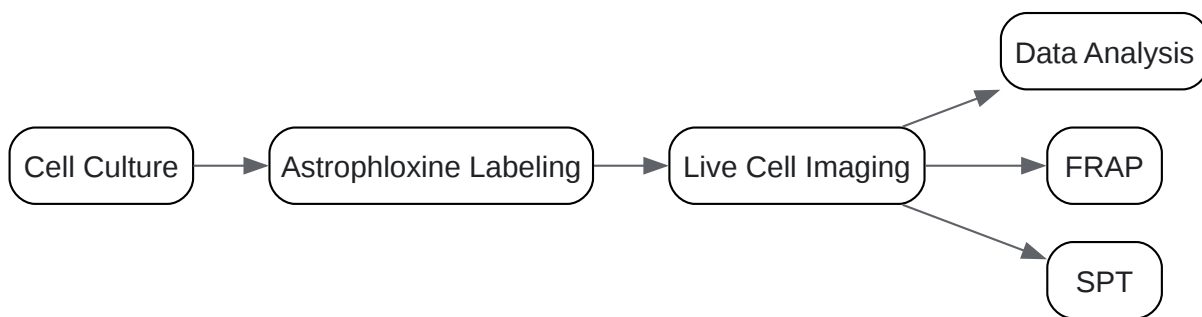 Data Analysis
Cell Culture
Astrophloxine Labeling
Live Cell Imaging
FRAP
SPT